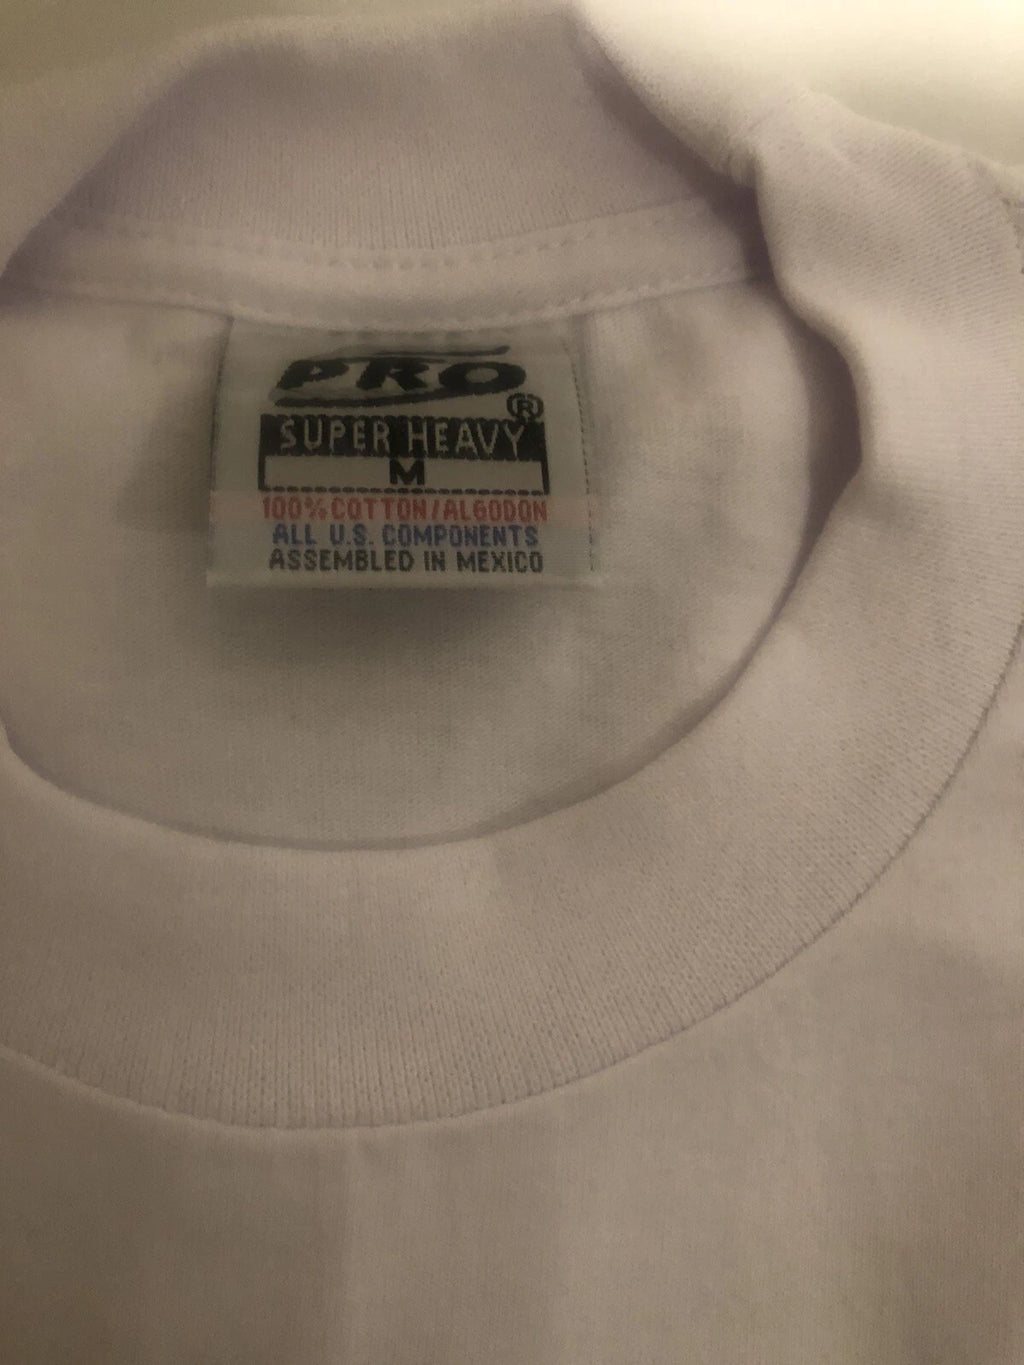 PRO
®
SUPER HEAVY
M
100% COTTON/ALGODON
ALL U.S. COMPONENTS
ASSEMBLED IN MEXICO